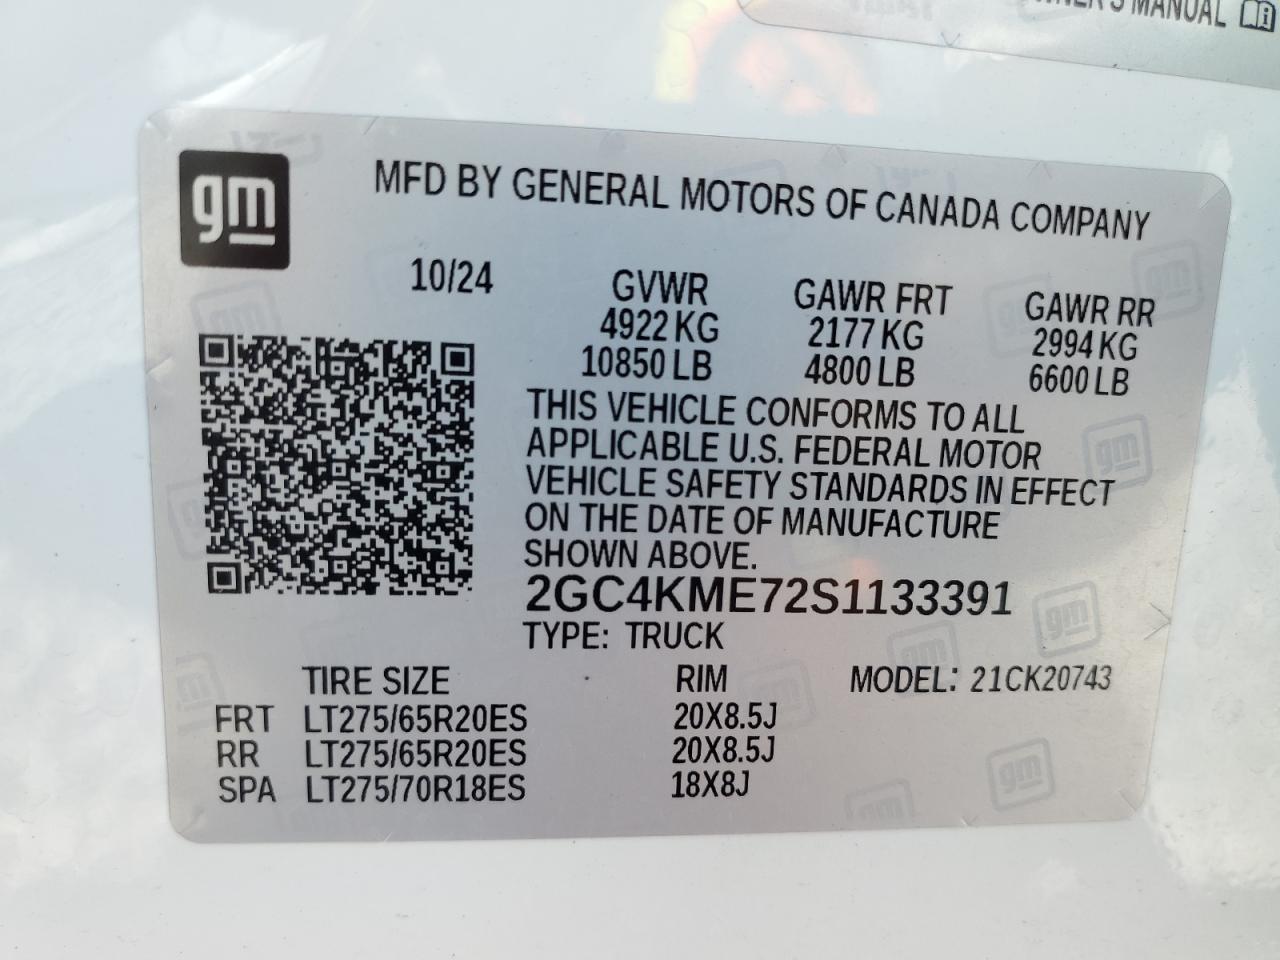 OWNER'S MANUAL
gm
MFD BY GENERAL MOTORS OF CANADA COMPANY
10/24 GVWR GAWR FRT GAWR RR
4922 KG 2177 KG 2994 KG
10850 LB 4800 LB 6600 LB
THIS VEHICLE CONFORMS TO ALL
APPLICABLE U.S. FEDERAL MOTOR
VEHICLE SAFETY STANDARDS IN EFFECT
ON THE DATE OF MANUFACTURE
SHOWN ABOVE.
2GC4KME72S1133391
TYPE: TRUCK
TIRE SIZE RIM MODEL: 21CK20743
FRT LT275/65R20ES 20X8.5J
RR LT275/65R20ES 20X8.5J
SPA LT275/70R18ES 18X8J